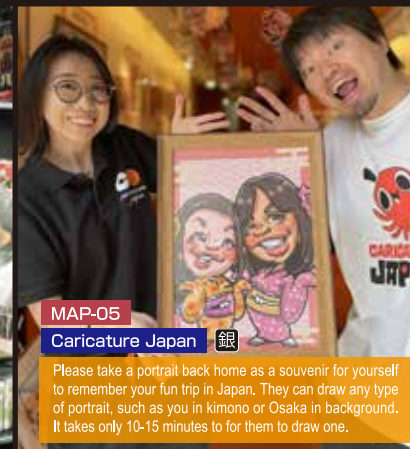 CARICATURE
JAPAN
MAP-05
Caricature Japan 銀
Please take a portrait back home as a souvenir for yourself
to remember your fun trip in Japan. They can draw any type
of portrait, such as you in kimono or Osaka in background.
It takes only 10-15 minutes to for them to draw one.